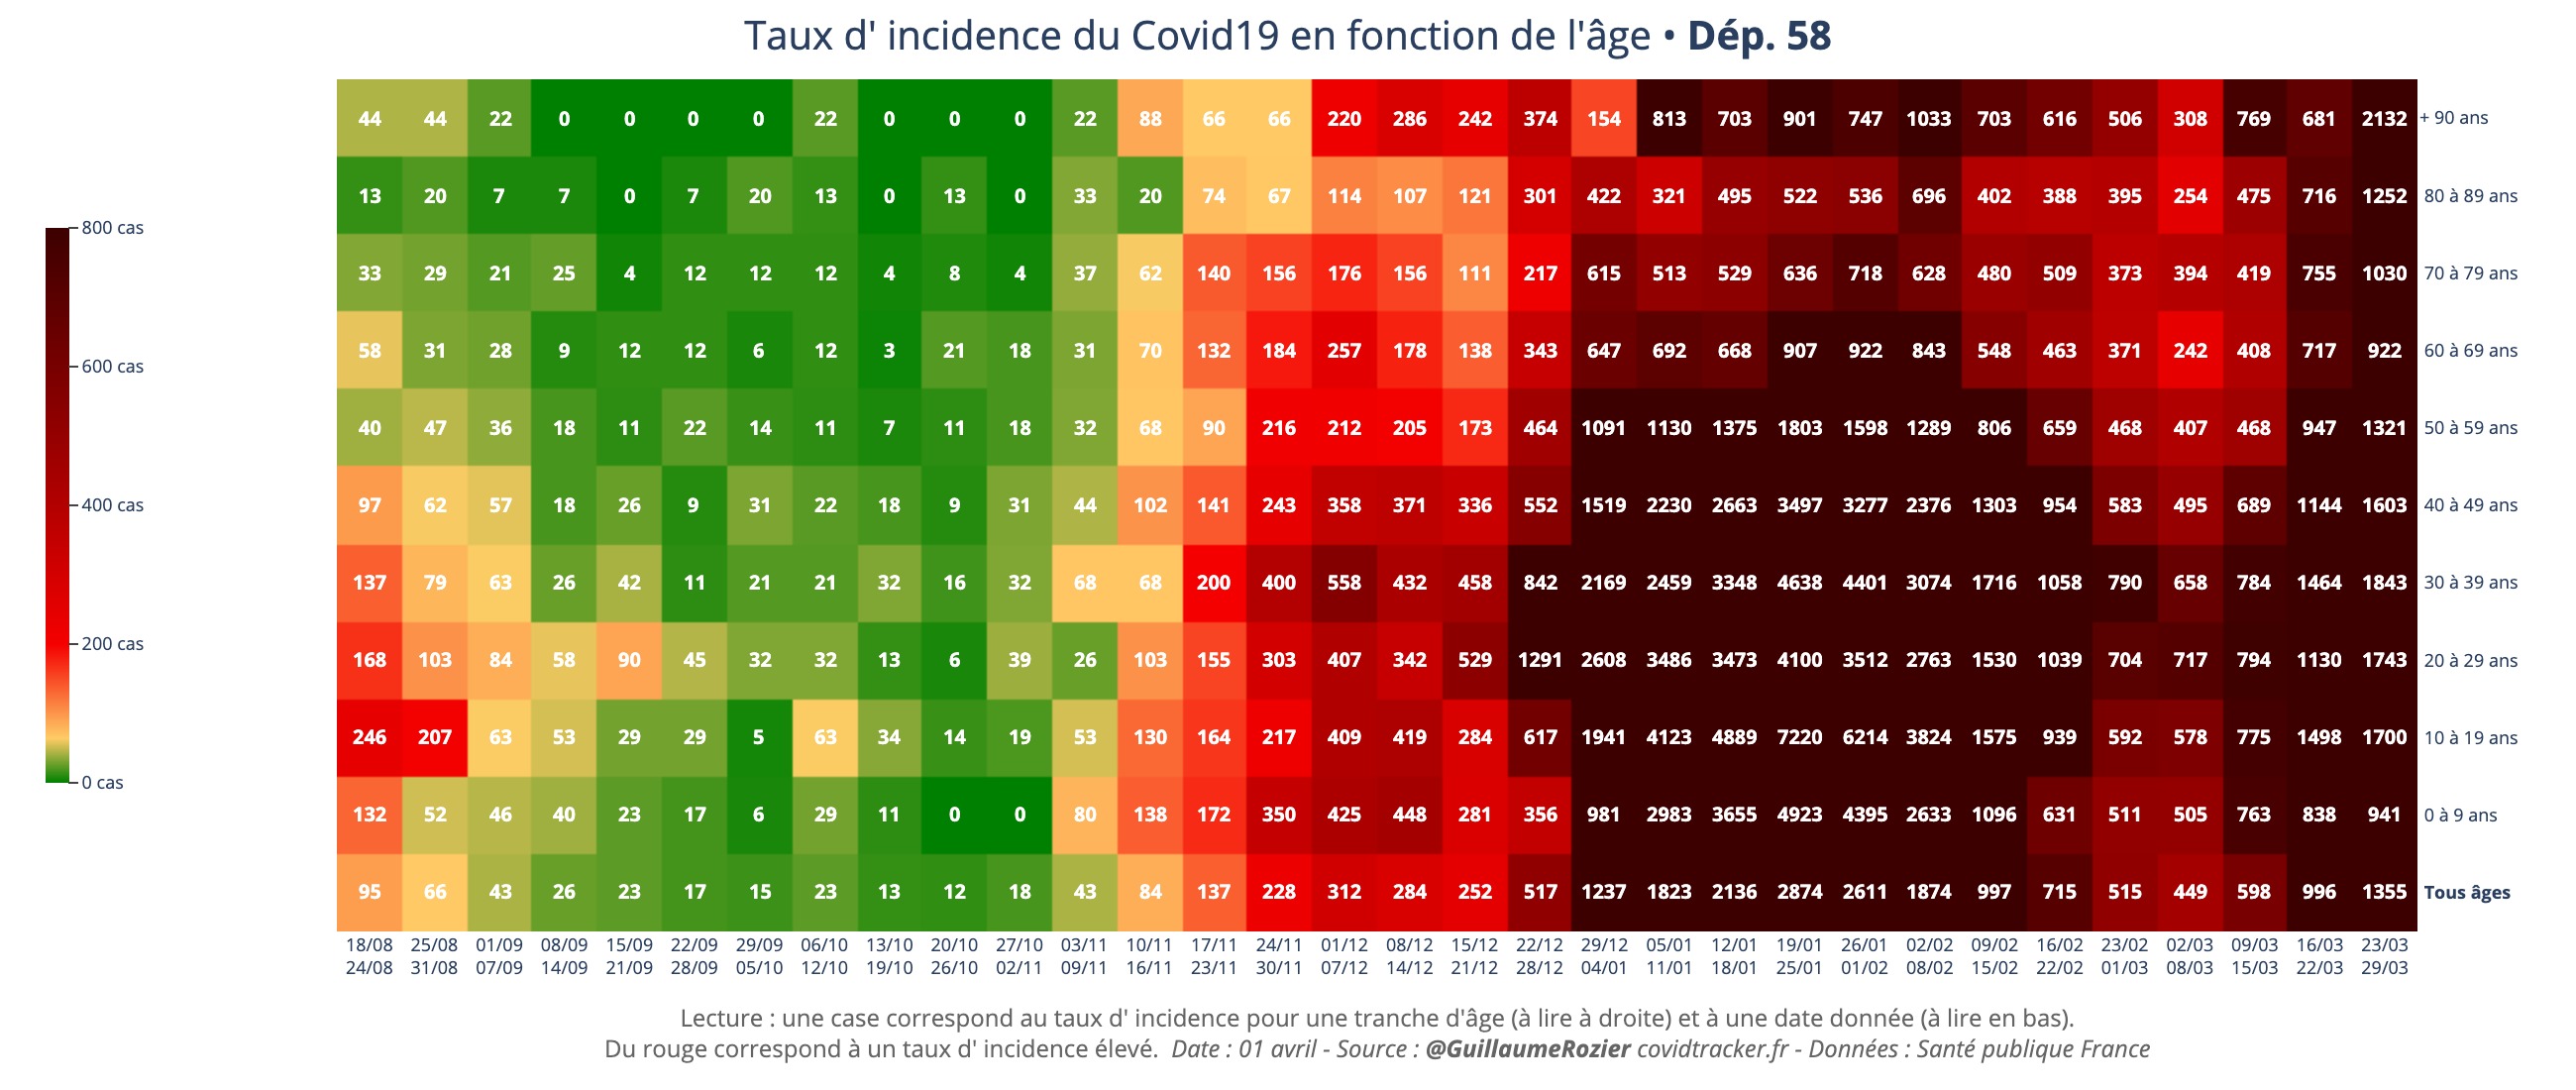 Taux d' incidence du Covid19 en fonction de l'âge • Dép. 58
44 44 22 0 0 0 0 22 0 0 0 22 88 66 66 220 286 242 374 154 813 703 901 747 1033 703 616 506 308 769 681 2132 + 90 ans
13 20 7 7 0 7 20 13 0 13 0 33 20 74 67 114 107 121 301 422 321 495 522 536 696 402 388 395 254 475 716 1252 80 à 89 ans
800 cas
33 29 21 25 4 12 12 12 4 8 4 37 62 140 156 176 156 111 217 615 513 529 636 718 628 480 509 373 394 419 755 1030 70 à 79 ans
58 31 28 9 12 12 6 12 3 21 18 31 70 132 184 257 178 138 343 647 692 668 907 922 843 548 463 371 242 408 717 922 60 à 69 ans
600 cas
40 47 36 18 11 22 14 11 7 11 18 32 68 90 216 212 205 173 464 1091 1130 1375 1803 1598 1289 806 659 468 407 468 947 1321 50 à 59 ans
400 cas
97 62 57 18 26 9 31 22 18 9 31 44 102 141 243 358 371 336 552 1519 2230 2663 3497 3277 2376 1303 954 583 495 689 1144 1603 40 à 49 ans
137 79 63 26 42 11 21 21 32 16 32 68 68 200 400 558 432 458 842 2169 2459 3348 4638 4401 3074 1716 1058 790 658 784 1464 1843 30 à 39 ans
200 cas
168 103 84 58 90 45 32 32 13 6 39 26 103 155 303 407 342 529 1291 2608 3486 3473 4100 3512 2763 1530 1039 704 717 794 1130 1743 20 à 29 ans
246 207 63 53 29 29 5 63 34 14 19 53 130 164 217 409 419 284 617 1941 4123 4889 7220 6214 3824 1575 939 592 578 775 1498 1700 10 à 19 ans
0 cas
132 52 46 40 23 17 6 29 11 0 0 80 138 172 350 425 448 281 356 981 2983 3655 4923 4395 2633 1096 631 511 505 763 838 941 0 à 9 ans
95 66 43 26 23 17 15 23 13 12 18 43 84 137 228 312 284 252 517 1237 1823 2136 2874 2611 1874 997 715 515 449 598 996 1355 Tous âges
18/08 25/08 01/09 08/09 15/09 22/09 29/09 06/10 13/10 20/10 27/10 03/11 10/11 17/11 24/11 01/12 08/12 15/12 22/12 29/12 05/01 12/01 19/01 26/01 02/02 09/02 16/02 23/02 02/03 09/03 16/03 23/03
24/08 31/08 07/09 14/09 21/09 28/09 05/10 12/10 19/10 26/10 02/11 09/11 16/11 23/11 30/11 07/12 14/12 21/12 28/12 04/01 11/01 18/01 25/01 01/02 08/02 15/02 22/02 01/03 08/03 15/03 22/03 29/03
Lecture : une case correspond au taux d' incidence pour une tranche d'âge (à lire à droite) et à une date donnée (à lire en bas).
Du rouge correspond à un taux d' incidence élevé. Date : 01 avril - Source : @GuillaumeRozier covidtracker.fr - Données : Santé publique France